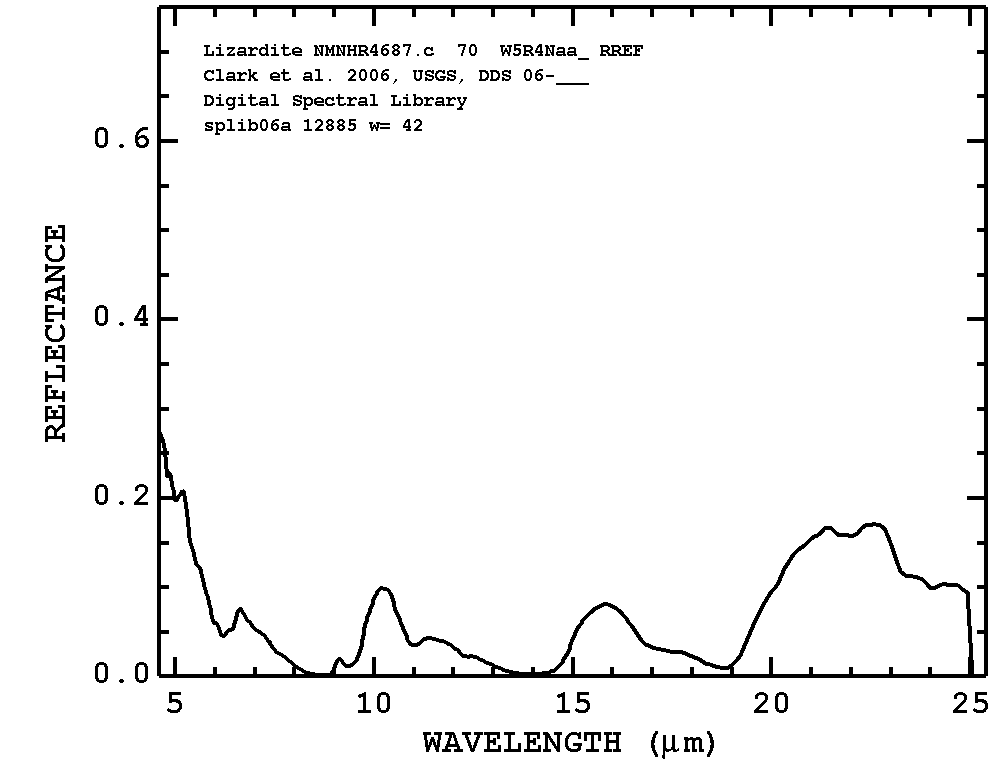 Lizardite NMNHR4687.c 70 W5R4Naa_ RREF
Clark et al. 2006, USGS, DDS 06-___
Digital Spectral Library
splib06a 12885 w= 42
REFLECTANCE
0.6
0.4
0.2
0.0
5 10 15 20 25
WAVELENGTH (μm)